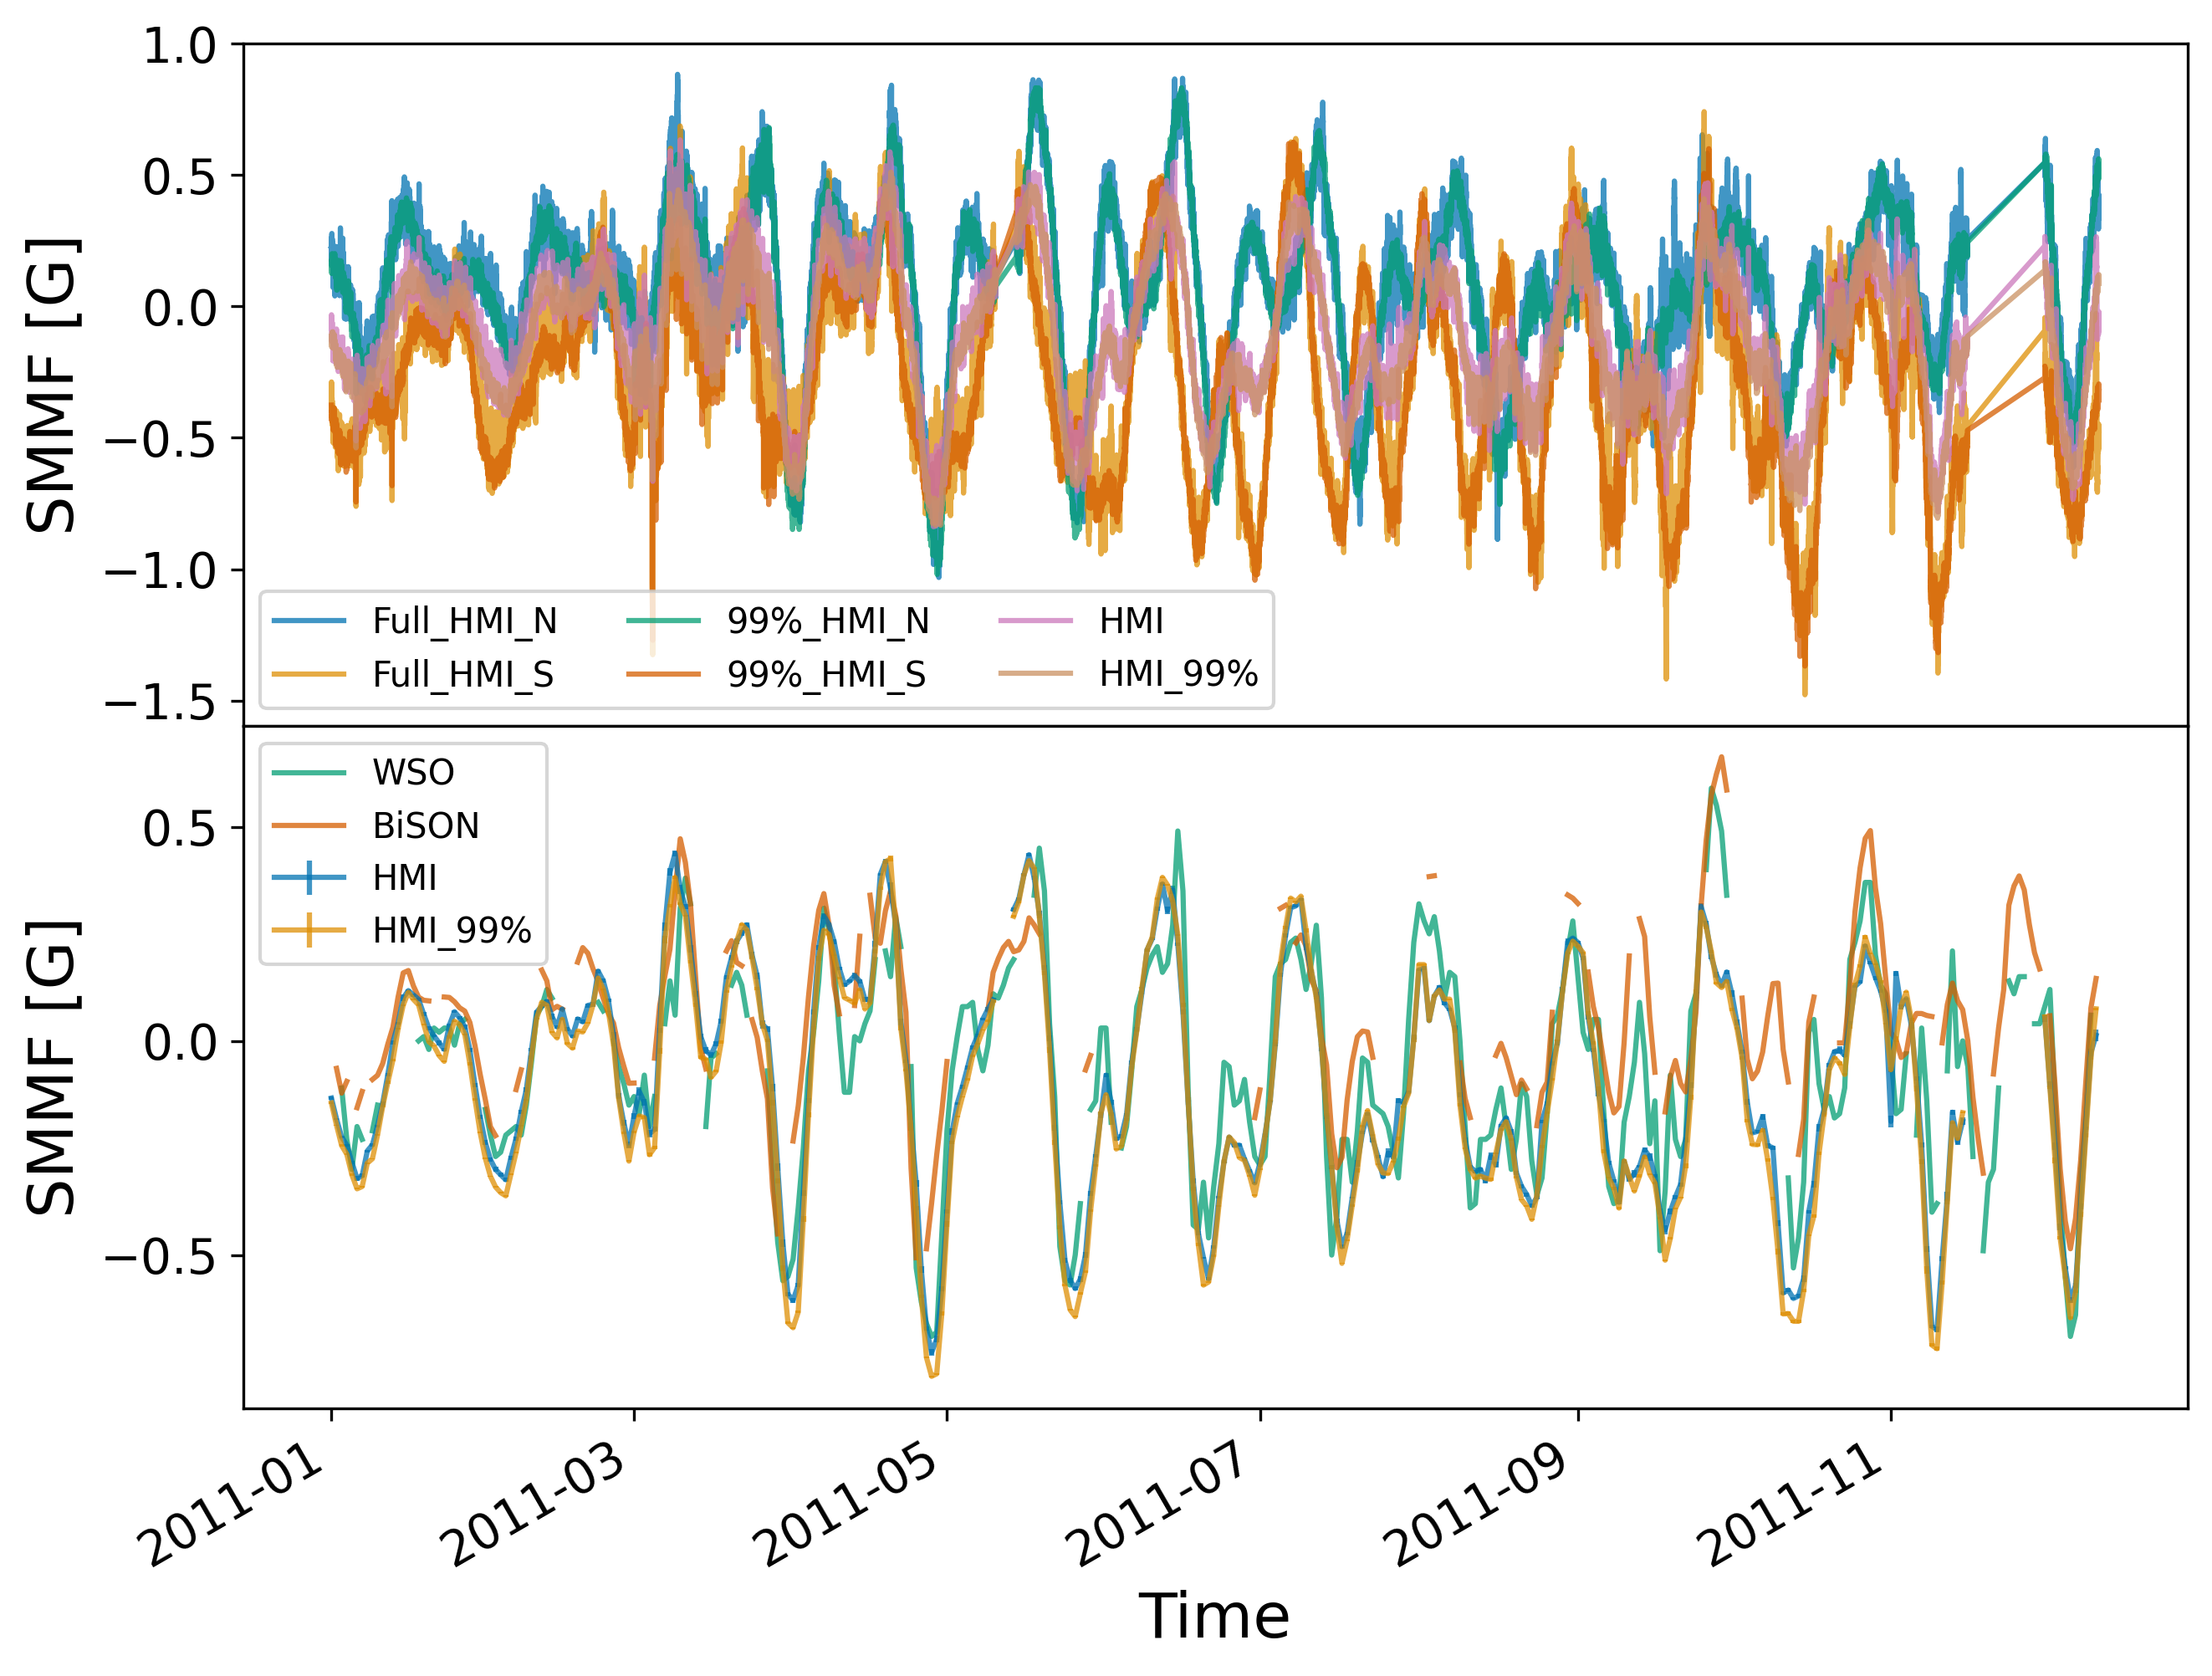 SMMF [G]
1.0
0.5
0.0
−0.5
−1.0
−1.5
Full_HMI_N 99%_HMI_N HMI
Full_HMI_S 99%_HMI_S HMI_99%
SMMF [G]
0.5
0.0
−0.5
WSO
BiSON
HMI
HMI_99%
2011-01 2011-03 2011-05 2011-07 2011-09 2011-11
Time